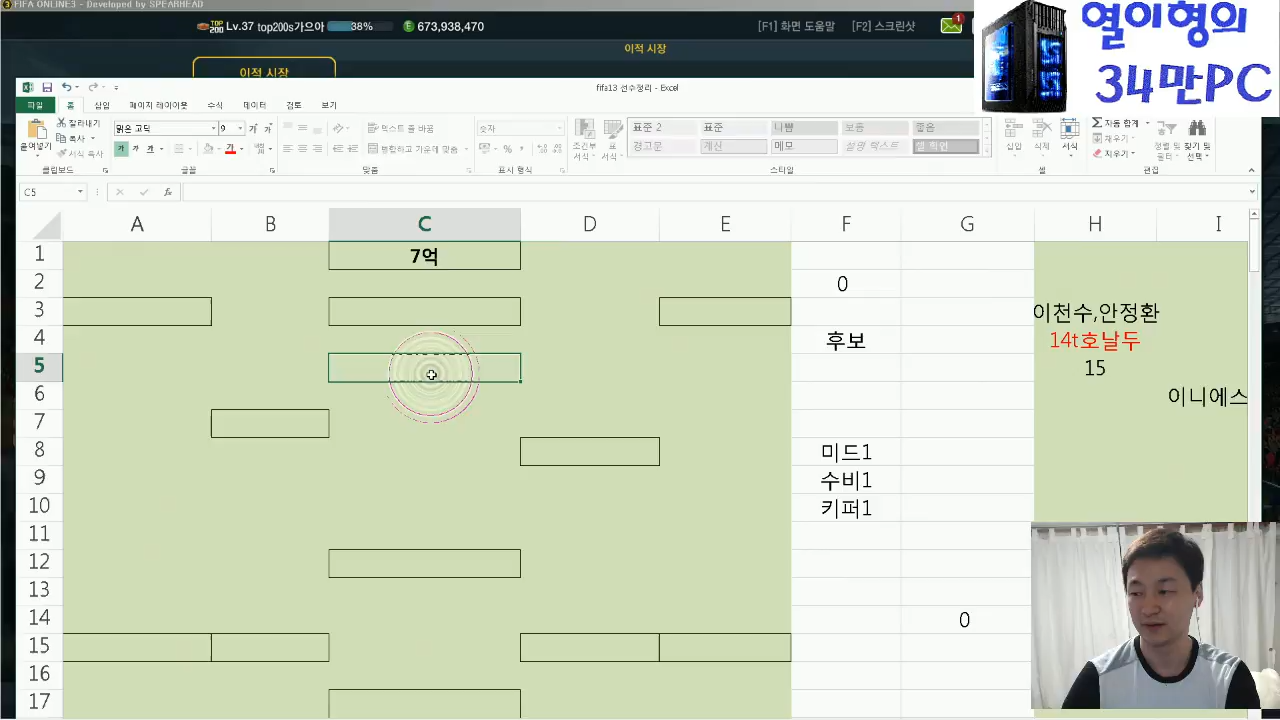 FIFA ONLINE3 - Developed by SPEARHEAD
TOP 200 Lv.37 top200s가으아 38% 673,938,470 [F1] 화면 도움말 [F2] 스크린샷 1
이적 시장
이적 시장
열이형의
34만PC
fifa13 선수정리 - Excel
파일 홈 삽입 페이지 레이아웃 수식 데이터 검토 보기
붙여넣기 잘라내기 복사 서식 복사
맑은 고딕 9 가 가
가 가 가 가
텍스트 줄 바꿈
병합하고 가운데 맞춤
조건부 서식
표준 2 표준 나쁨 보통 좋음
경고문 계산 메모 설명 텍스트 셀 확인
삽입 삭제 서식
자동 합계 채우기 지우기
정렬 및 필터 찾기 및 선택
클립보드 글꼴 맞춤 표시 형식 스타일 셀 편집
C5 fx
A B C D E F G H I
1 7억
2 0
3 이천수,안정환
4 후보 14t호날두
5 15
6 이니에스
7
8 미드1
9 수비1
10 키퍼1
11
12
13
14 0
15
16
17